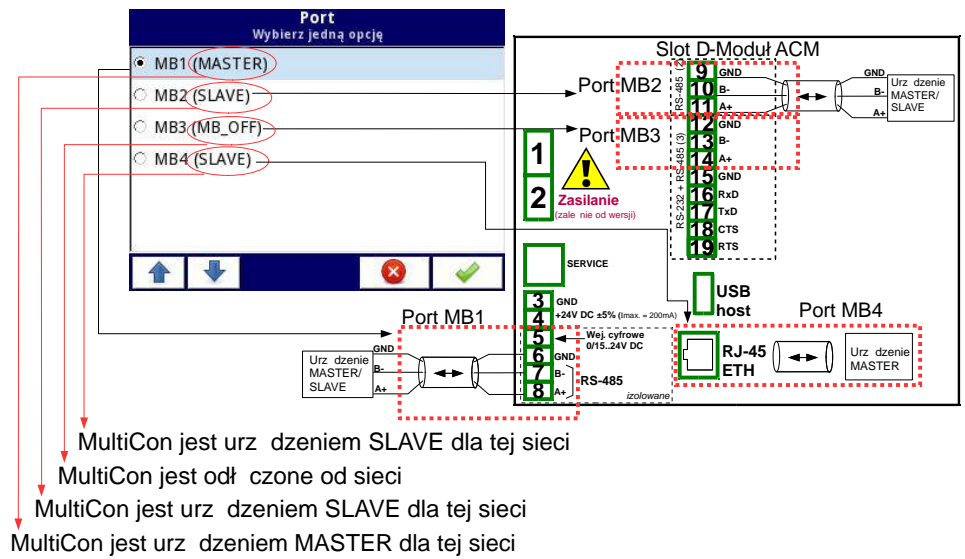 Port
Wybierz jedną opcję
MB1 (MASTER)
MB2 (SLAVE)
MB3 (MB_OFF)
MB4 (SLAVE)
Slot D-Moduł ACM
Port MB2
Port MB3
RS-485 (2)
RS-232 + RS-485 (3)
9 GND
10 B-
11 A+
12 GND
13 B-
14 A+
15 GND
16 RxD
17 TxD
18 CTS
19 RTS
GND
B-
A+
Urz dzenie
MASTER/
SLAVE
1
2
!
Zasilanie
(zale nie od wersji)
SERVICE
3 GND
4 +24V DC ±5% (Imax. = 200mA)
5 Wej. cyfrowe
0/15..24V DC
6 GND
7 B-
8 A+
RS-485
izolowane
USB
host
Port MB4
RJ-45
ETH
Urz dzenie
MASTER
Port MB1
GND
B-
A+
Urz dzenie
MASTER/
SLAVE
MultiCon jest urz dzeniem SLAVE dla tej sieci
MultiCon jest odł czone od sieci
MultiCon jest urz dzeniem SLAVE dla tej sieci
MultiCon jest urz dzeniem MASTER dla tej sieci